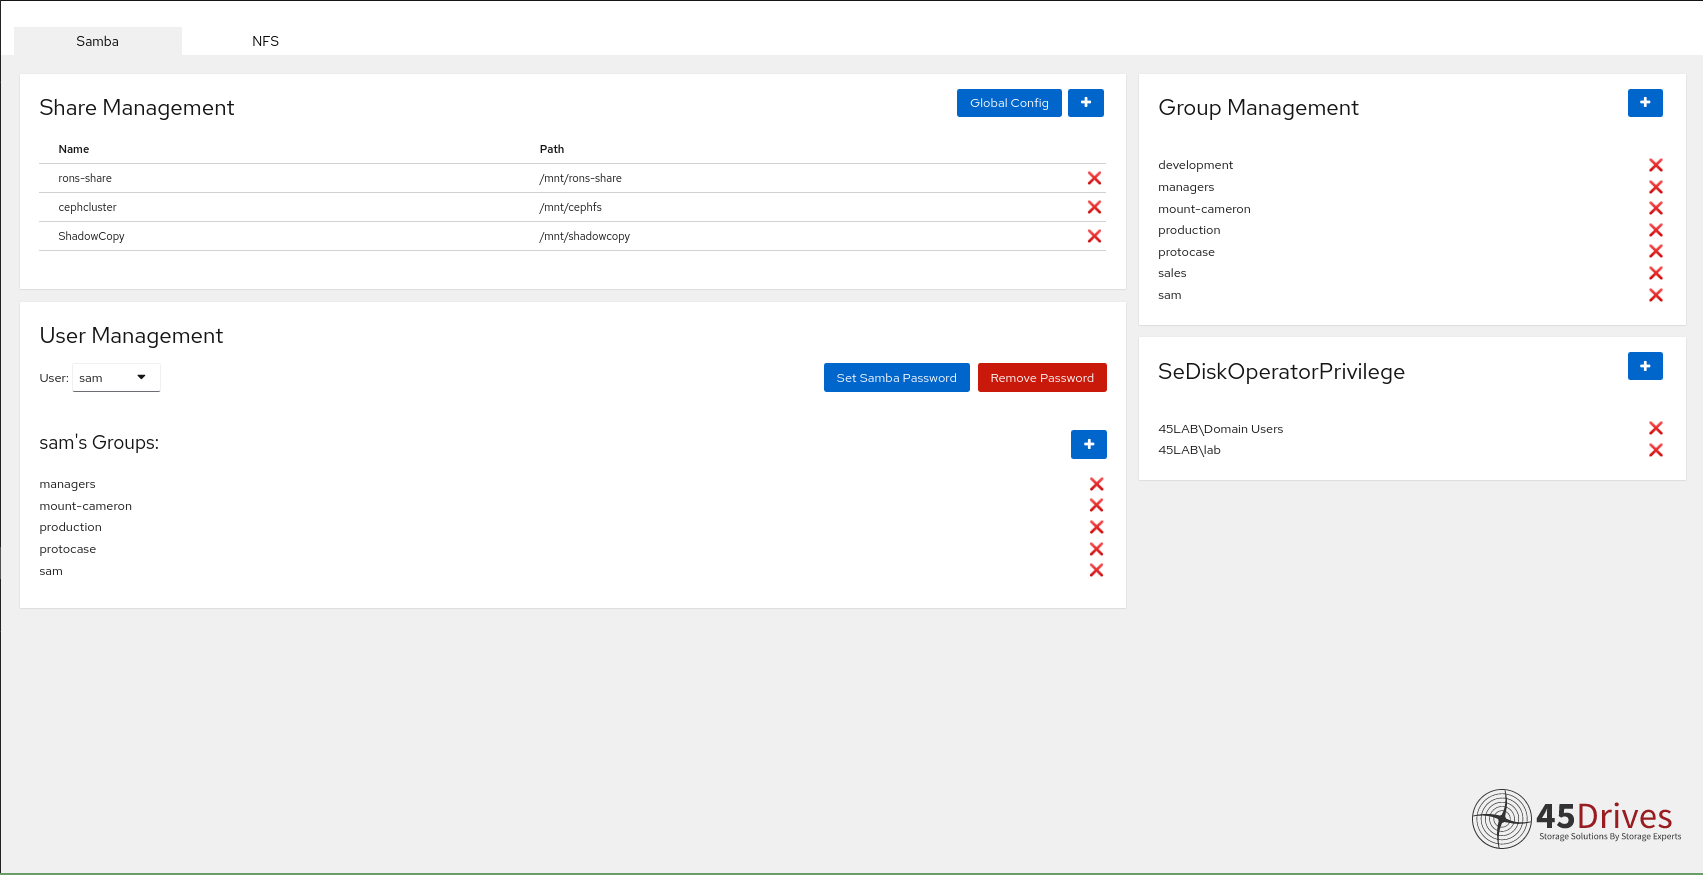 Samba NFS
Share Management
Global Config
Name Path
rons-share /mnt/rons-share
cephcluster /mnt/cephfs
ShadowCopy /mnt/shadowcopy
User Management
User: sam
Set Samba Password Remove Password
sam's Groups:
managers
mount-cameron
production
protocase
sam
Group Management
development
managers
mount-cameron
production
protocase
sales
sam
SeDiskOperatorPrivilege
45LAB\Domain Users
45LAB\lab
45Drives
Storage Solutions By Storage Experts